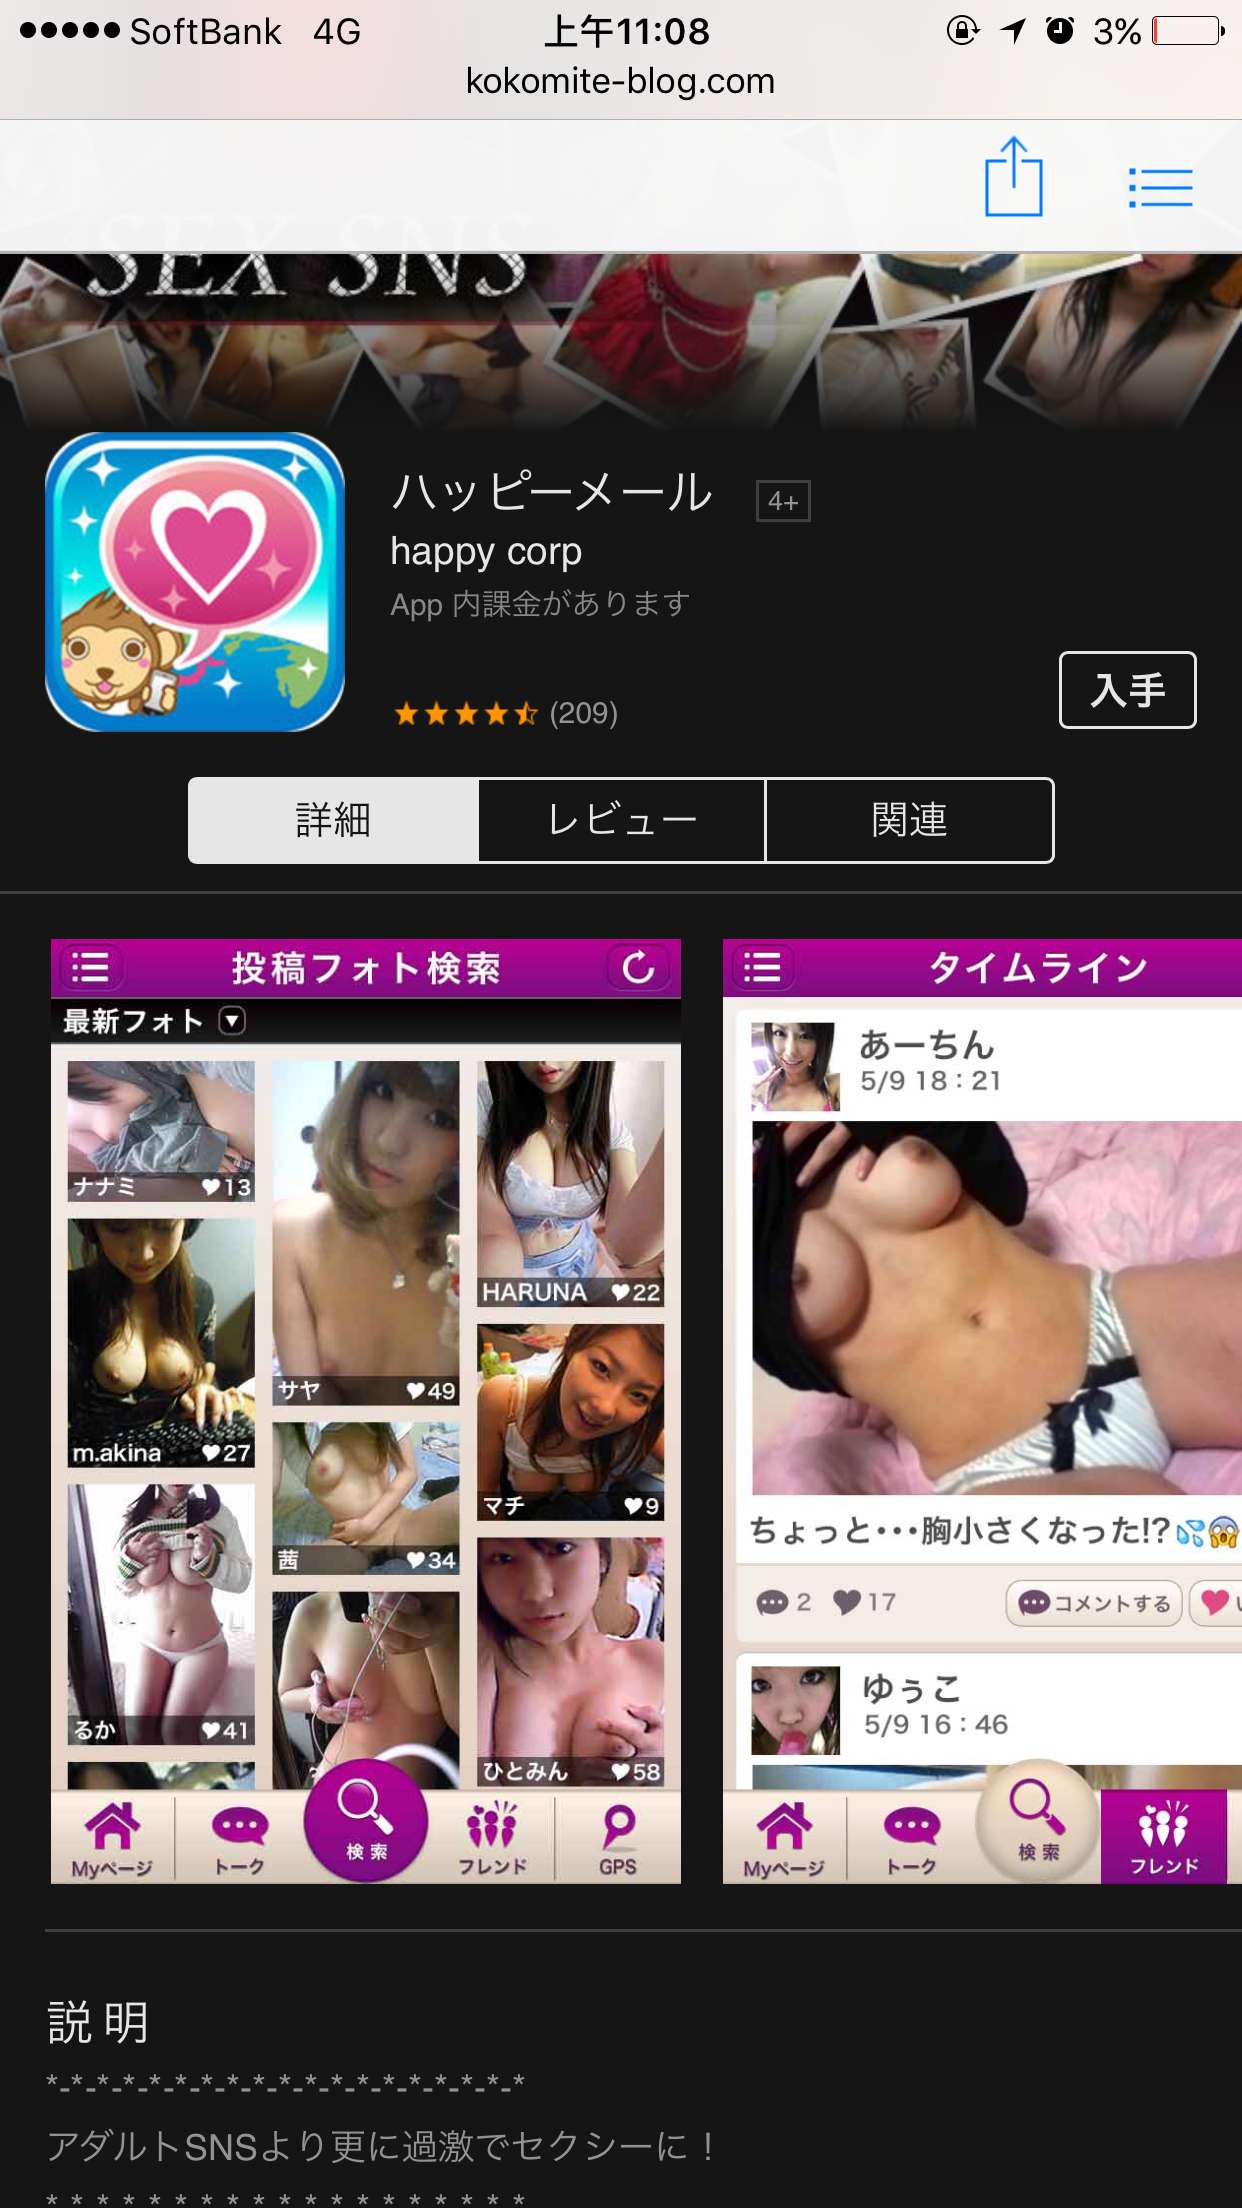 SoftBank 4G 上午11:08 3%
kokomite-blog.com
SEX SNS
ハッピーメール 4+
happy corp
App 内課金があります
(209)
入手
詳細 レビュー 関連
投稿フォト検索
最新フォト
ナナミ 13
サヤ 49
HARUNA 22
m.akina 27
茜 34
マチ 9
るか 41
ひとみん 58
Myページ トーク 検索 フレンド GPS
タイムライン
あーちん
5/9 18:21
ちょっと・・・胸小さくなった!?💦😱
2 17 コメントする
ゆぅこ
5/9 16:46
Myページ トーク 検索 フレンド
説明
*-*-*-*-*-*-*-*-*-*-*-*-*-*-*-*-*-*-*
アダルトSNSより更に過激でセクシーに！